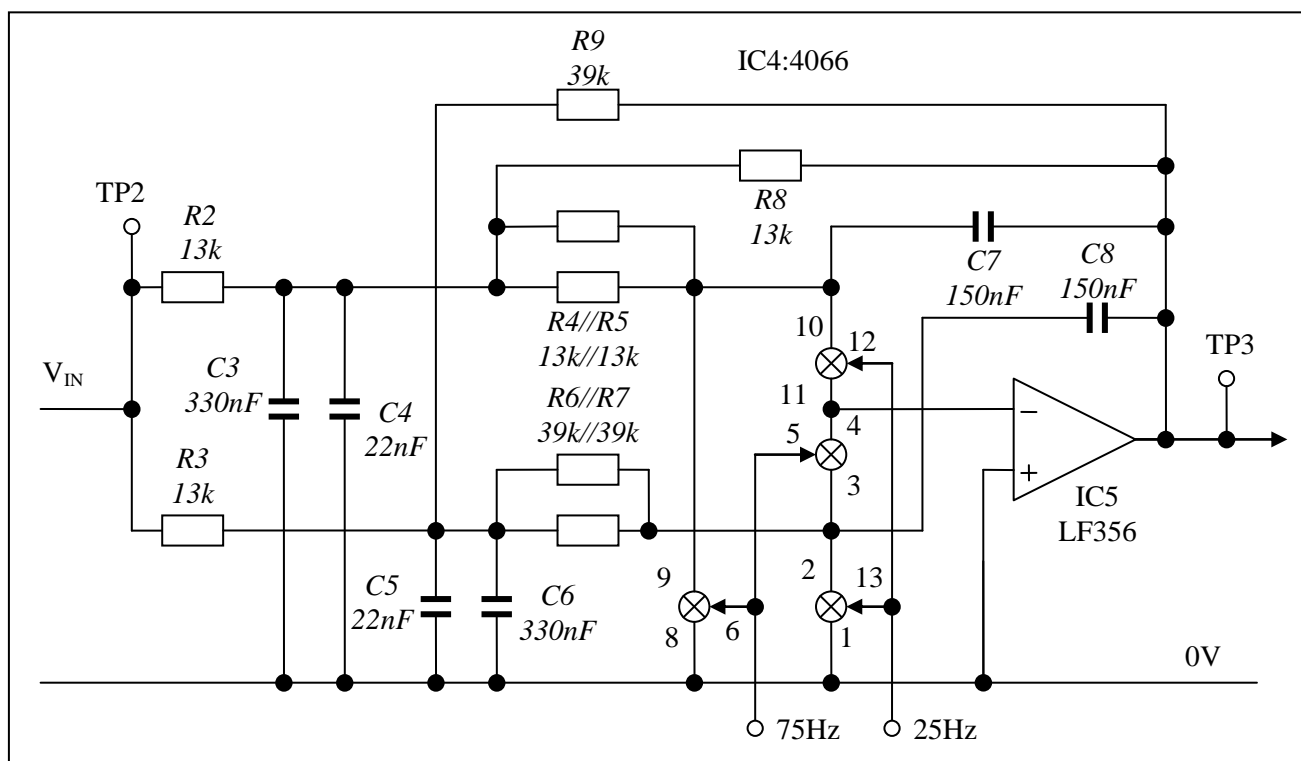 R9
39k
IC4:4066
TP2
R2
13k
R8
13k
C7
150nF
C8
150nF
R4//R5
13k//13k
10
12
TP3
VIN
C3
330nF
C4
22nF
R6//R7
39k//39k
11
4
5
3
−
+
IC5
LF356
R3
13k
C5
22nF
C6
330nF
9
8
6
2
13
1
0V
75Hz
25Hz